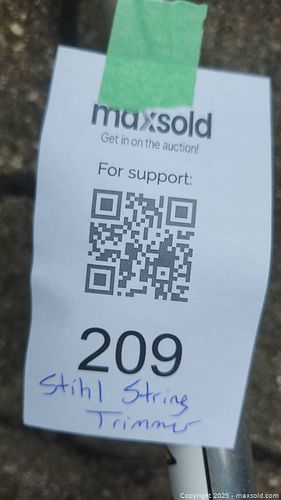 maxsold
Get in on the auction!
For support:
209
Stihl String
Trimmer
Copyright 2025 - maxsold.com